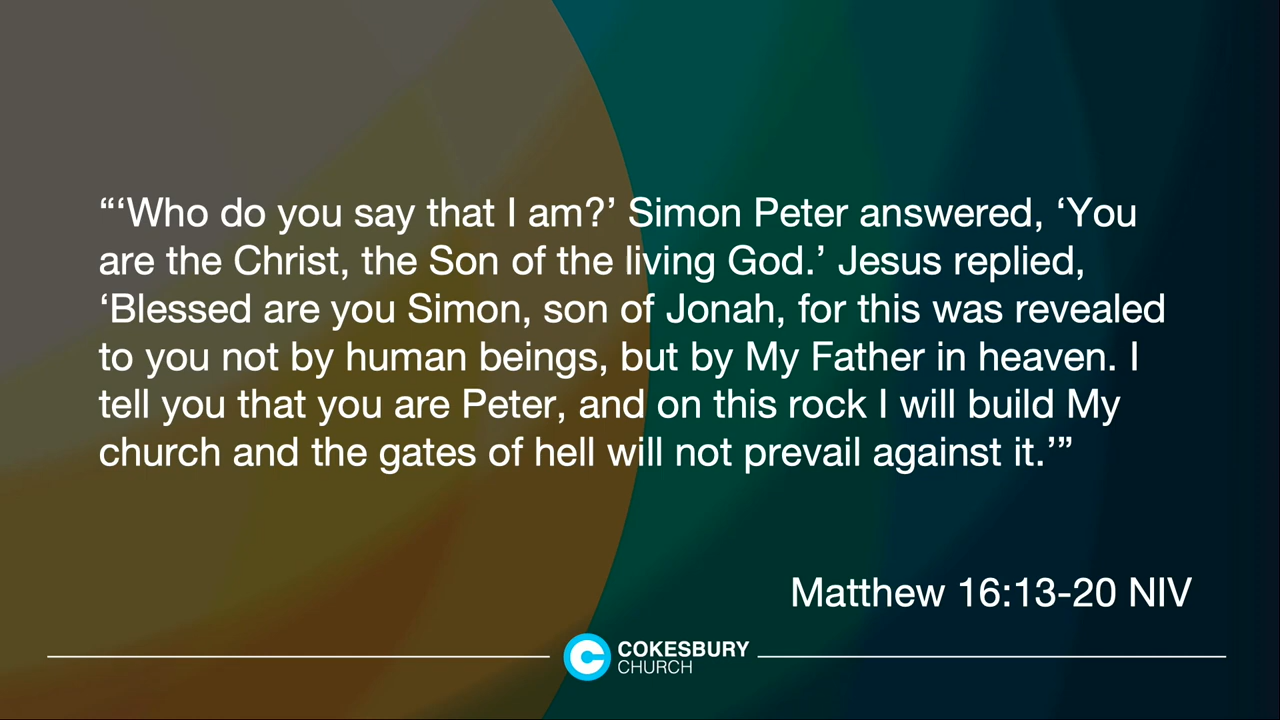 “‘Who do you say that I am?’ Simon Peter answered, ‘You
are the Christ, the Son of the living God.’ Jesus replied,
‘Blessed are you Simon, son of Jonah, for this was revealed
to you not by human beings, but by My Father in heaven. I
tell you that you are Peter, and on this rock I will build My
church and the gates of hell will not prevail against it.’”
Matthew 16:13-20 NIV
COKESBURY
CHURCH